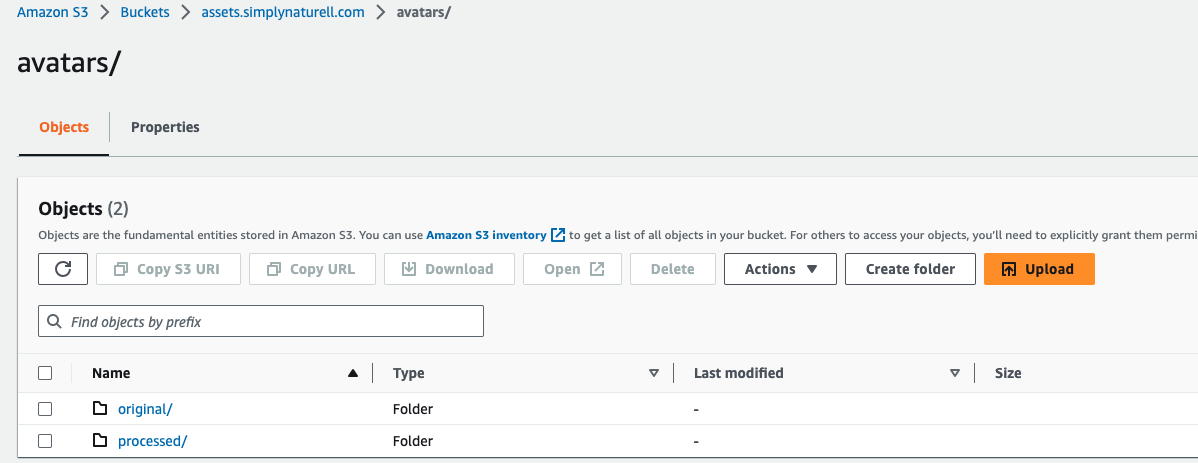 Amazon S3 > Buckets > assets.simplynaturell.com > avatars/
avatars/
Objects Properties
Objects (2)
Objects are the fundamental entities stored in Amazon S3. You can use Amazon S3 inventory to get a list of all objects in your bucket. For others to access your objects, you'll need to explicitly grant them permi
Copy S3 URI Copy URL Download Open Delete Actions Create folder Upload
Find objects by prefix
Name Type Last modified Size
original/ Folder -
processed/ Folder -